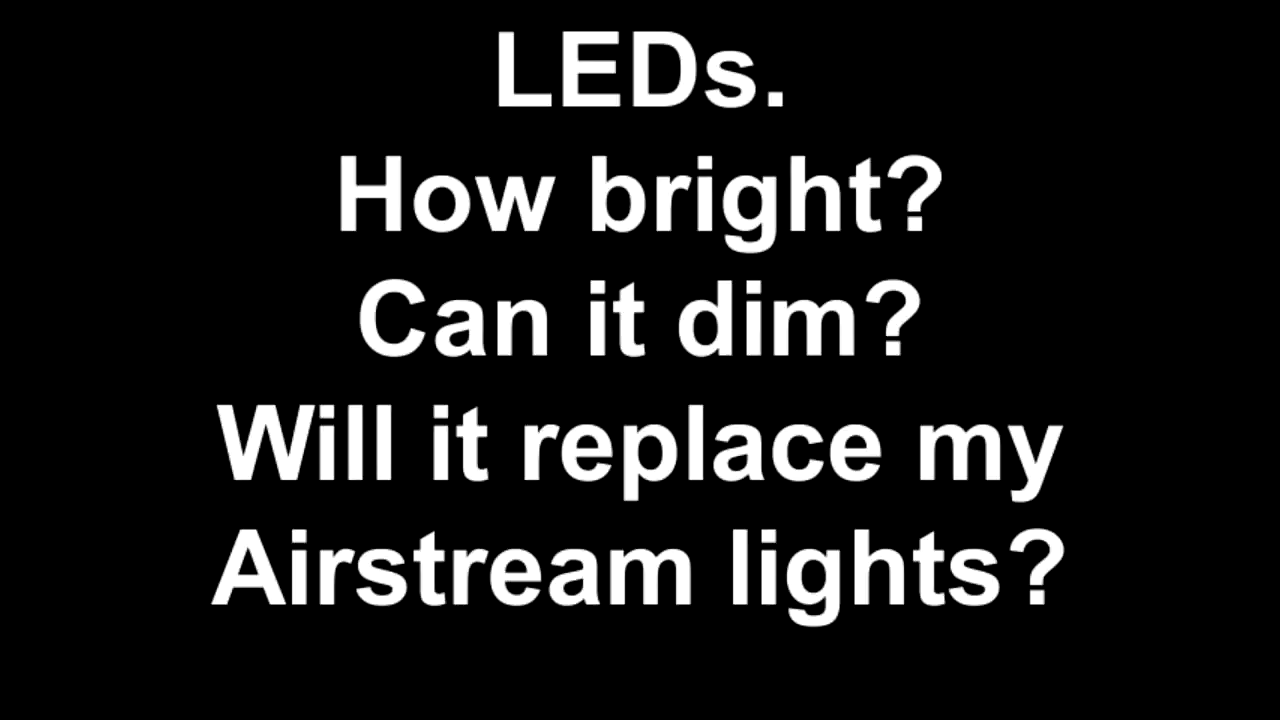 LEDs.
How bright?
Can it dim?
Will it replace my
Airstream lights?